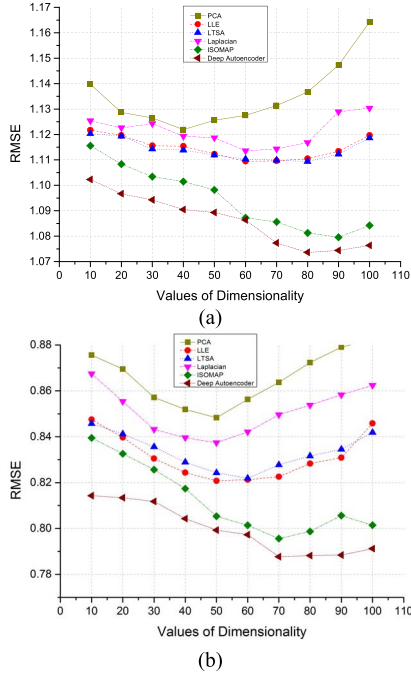 1.17
1.16
1.15
1.14
1.13
1.12
1.11
1.10
1.09
1.08
1.07
RMSE
PCA
LLE
LTSA
Laplacian
ISOMAP
Deep Autoencoder
0 10 20 30 40 50 60 70 80 90 100 110
Values of Dimensionality
(a)
0.88
0.86
0.84
0.82
0.80
0.78
RMSE
PCA
LLE
LTSA
Laplacian
ISOMAP
Deep Autoencoder
0 10 20 30 40 50 60 70 80 90 100 110
Values of Dimensionality
(b)